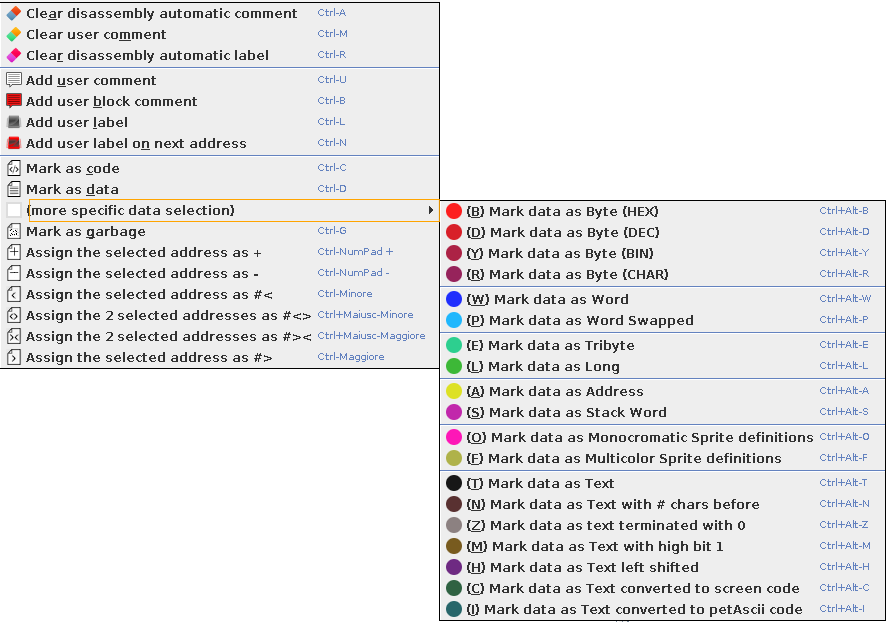 Clear disassembly automatic comment Ctrl-A
Clear user comment Ctrl-M
Clear disassembly automatic label Ctrl-R
Add user comment Ctrl-U
Add user block comment Ctrl-B
Add user label Ctrl-L
Add user label on next address Ctrl-N
Mark as code Ctrl-C
Mark as data Ctrl-D
(more specific data selection)
Mark as garbage Ctrl-G
Assign the selected address as + Ctrl-NumPad +
Assign the selected address as - Ctrl-NumPad -
Assign the selected address as #< Ctrl-Minore
Assign the 2 selected addresses as #<> Ctrl+Maiusc-Minore
Assign the 2 selected addresses as #>< Ctrl+Maiusc-Maggiore
Assign the selected address as #> Ctrl-Maggiore
(B) Mark data as Byte (HEX) Ctrl+Alt-B
(D) Mark data as Byte (DEC) Ctrl+Alt-D
(Y) Mark data as Byte (BIN) Ctrl+Alt-Y
(R) Mark data as Byte (CHAR) Ctrl+Alt-R
(W) Mark data as Word Ctrl+Alt-W
(P) Mark data as Word Swapped Ctrl+Alt-P
(E) Mark data as Tribyte Ctrl+Alt-E
(L) Mark data as Long Ctrl+Alt-L
(A) Mark data as Address Ctrl+Alt-A
(S) Mark data as Stack Word Ctrl+Alt-S
(O) Mark data as Monocromatic Sprite definitions Ctrl+Alt-O
(F) Mark data as Multicolor Sprite definitions Ctrl+Alt-F
(T) Mark data as Text Ctrl+Alt-T
(N) Mark data as Text with # chars before Ctrl+Alt-N
(Z) Mark data as text terminated with 0 Ctrl+Alt-Z
(M) Mark data as Text with high bit 1 Ctrl+Alt-M
(H) Mark data as Text left shifted Ctrl+Alt-H
(C) Mark data as Text converted to screen code Ctrl+Alt-C
(I) Mark data as Text converted to petAscii code Ctrl+Alt-I